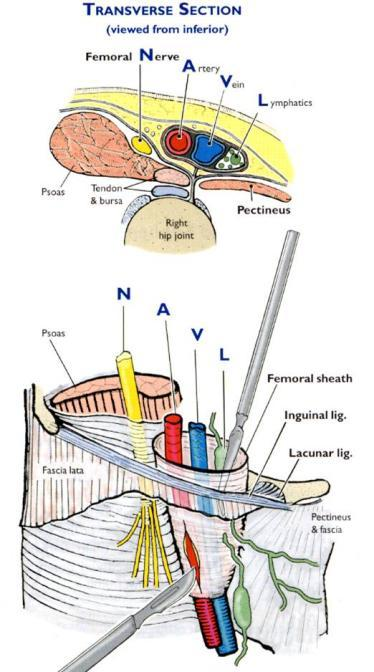 TRANSVERSE SECTION
(viewed from inferior)
Femoral Nerve
Artery
Vein
Lymphatics
Psoas
Tendon
& bursa
Pectineus
Right
hip joint
N
A
V
L
Psoas
Femoral sheath
Inguinal lig.
Lacunar lig.
Fascia lata
Pectineus
& fascia